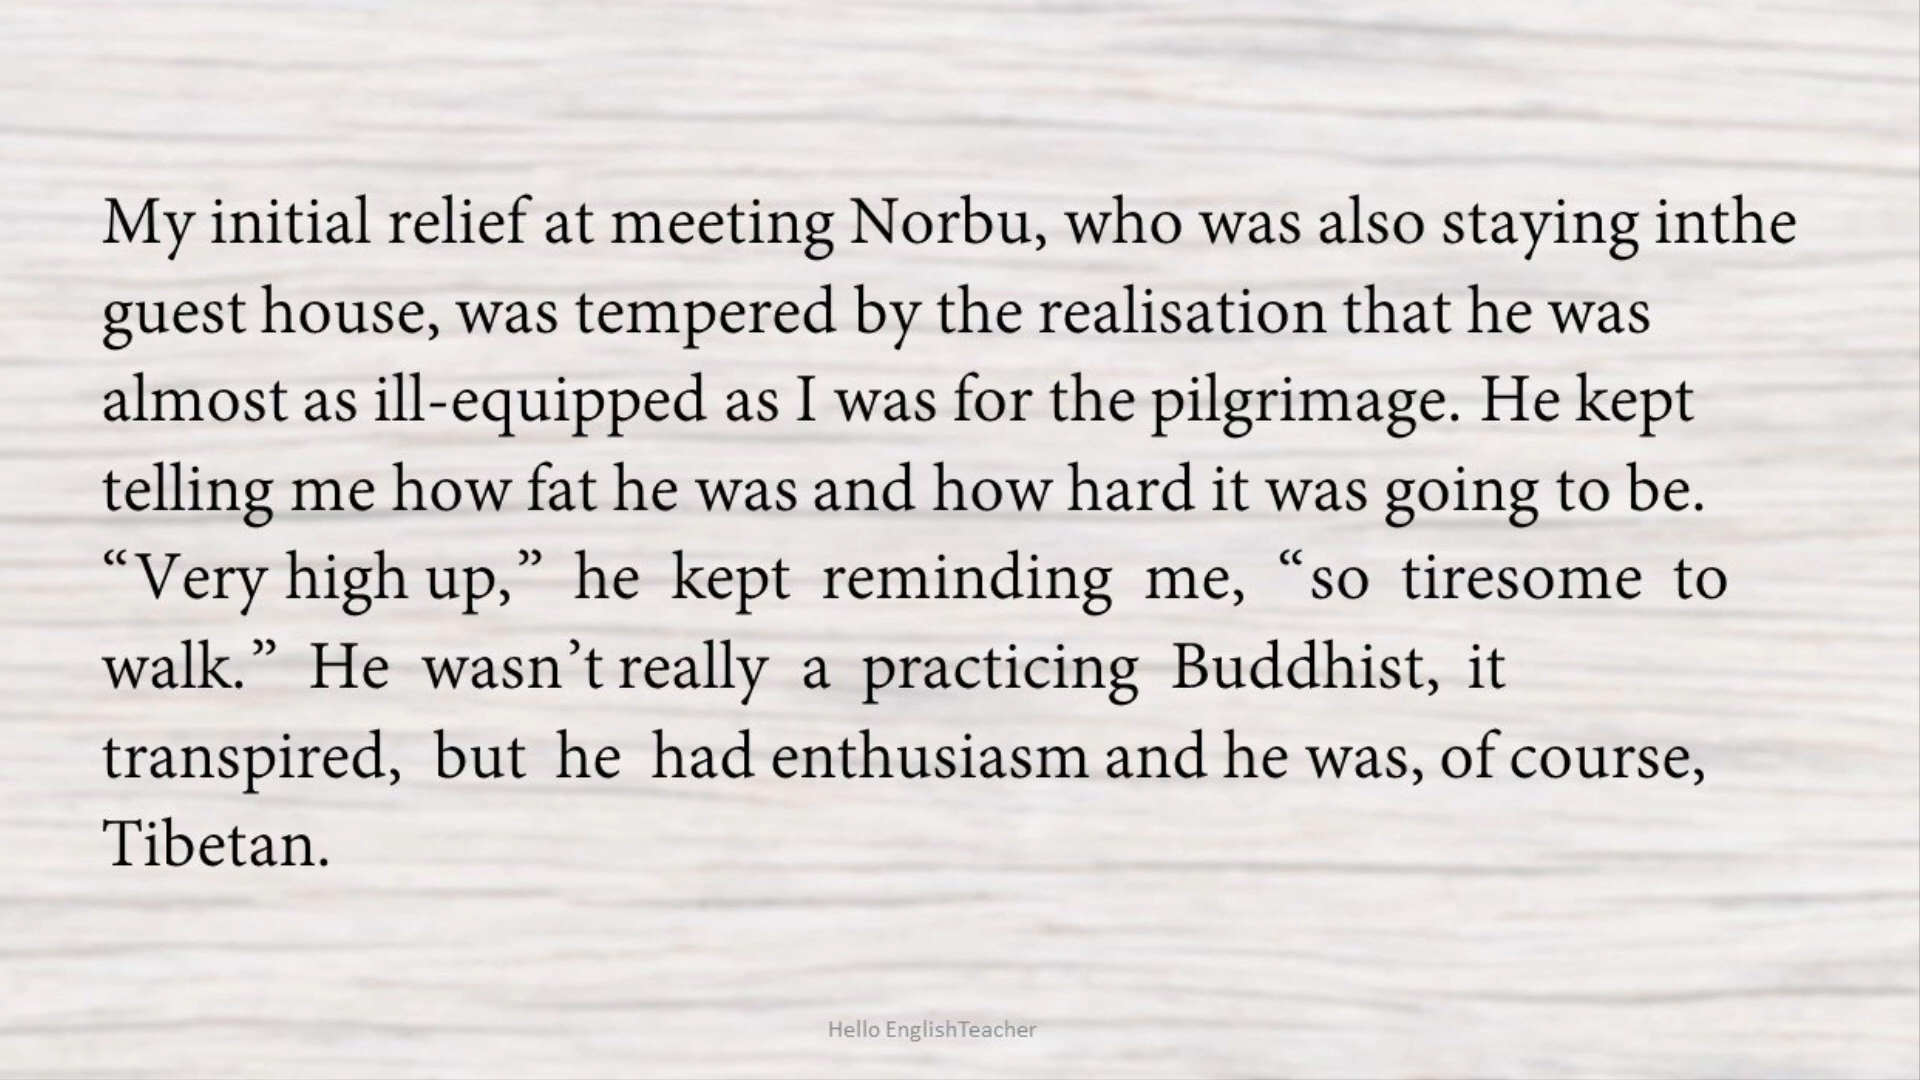 My initial relief at meeting Norbu, who was also staying inthe
guest house, was tempered by the realisation that he was
almost as ill-equipped as I was for the pilgrimage. He kept
telling me how fat he was and how hard it was going to be.
“Very high up,” he kept reminding me, “so tiresome to
walk.” He wasn’t really a practicing Buddhist, it
transpired, but he had enthusiasm and he was, of course,
Tibetan.
Hello EnglishTeacher